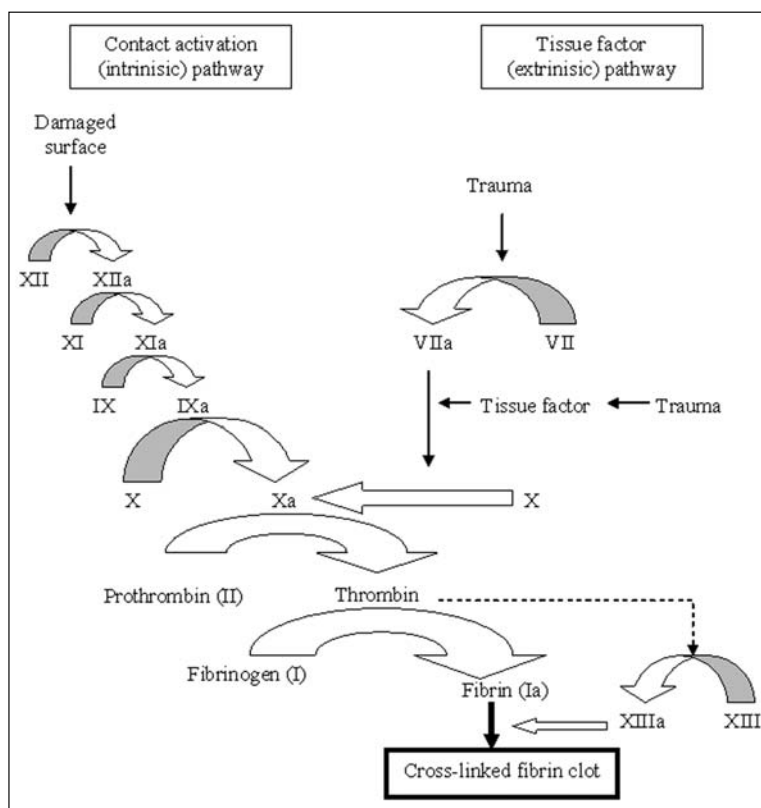 Contact activation
(intrinisic) pathway
Tissue factor
(extrinisic) pathway
Damaged
surface
Trauma
XII
XIIa
XI
XIa
VIIa
VII
IX
IXa
Tissue factor
Trauma
X
Xa
X
Prothrombin (II)
Thrombin
Fibrinogen (I)
Fibrin (Ia)
XIIIa
XIII
Cross-linked fibrin clot